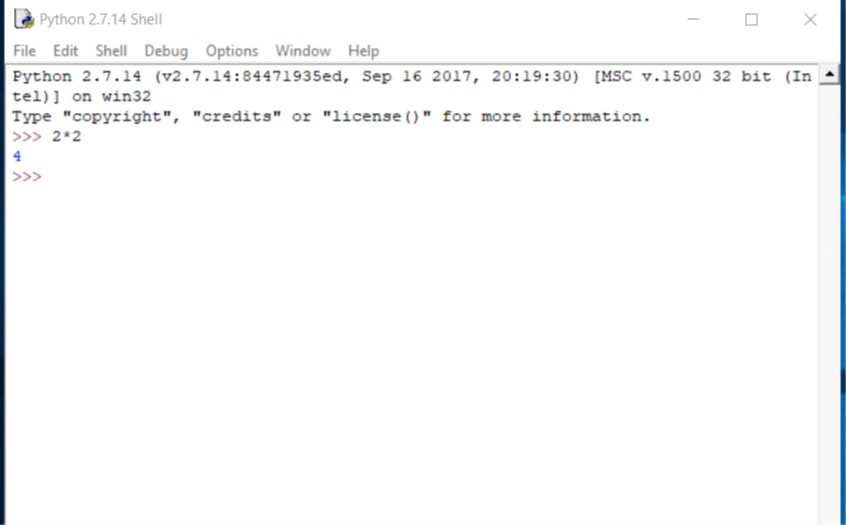 Python 2.7.14 Shell
File Edit Shell Debug Options Window Help
Python 2.7.14 (v2.7.14:84471935ed, Sep 16 2017, 20:19:30) [MSC v.1500 32 bit (In
tel)] on win32
Type "copyright", "credits" or "license()" for more information.
>>> 2*2
4
>>>